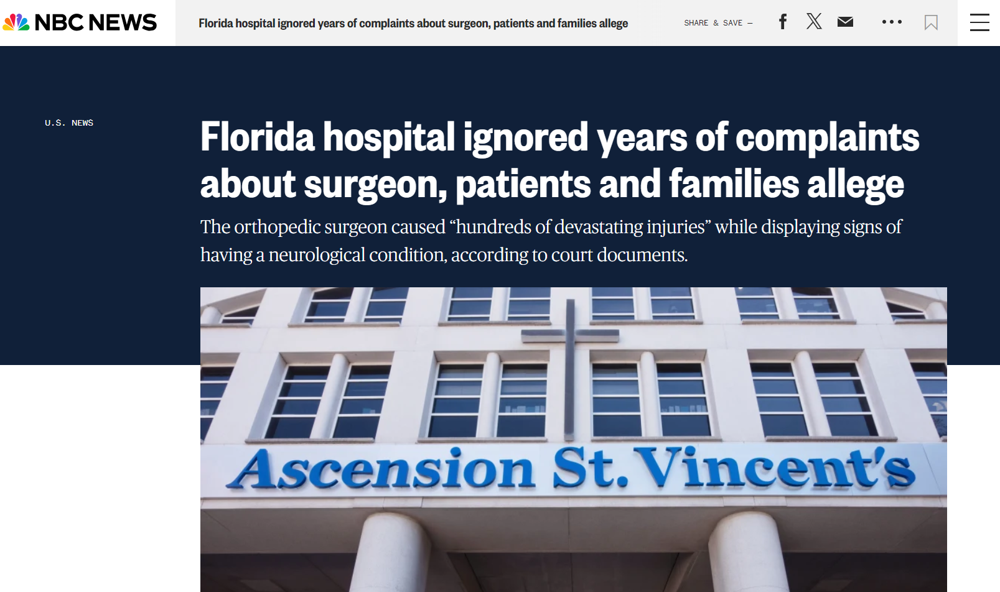 NBC NEWS
Florida hospital ignored years of complaints about surgeon, patients and families allege
SHARE & SAVE —
U.S. NEWS
Florida hospital ignored years of complaints
about surgeon, patients and families allege
The orthopedic surgeon caused “hundreds of devastating injuries” while displaying signs of
having a neurological condition, according to court documents.
Ascension St. Vincent's